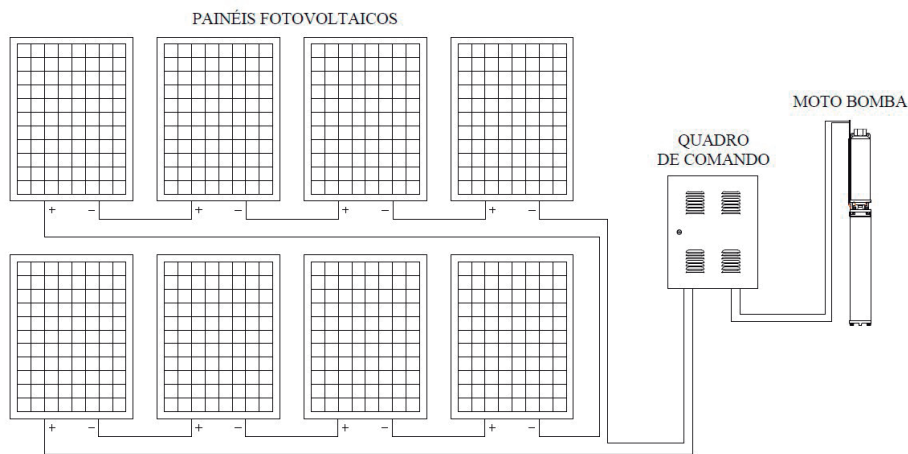 PAINÉIS FOTOVOLTAICOS
MOTO BOMBA
QUADRO
DE COMANDO
+ − + − + − + −
+ − + − + − + −